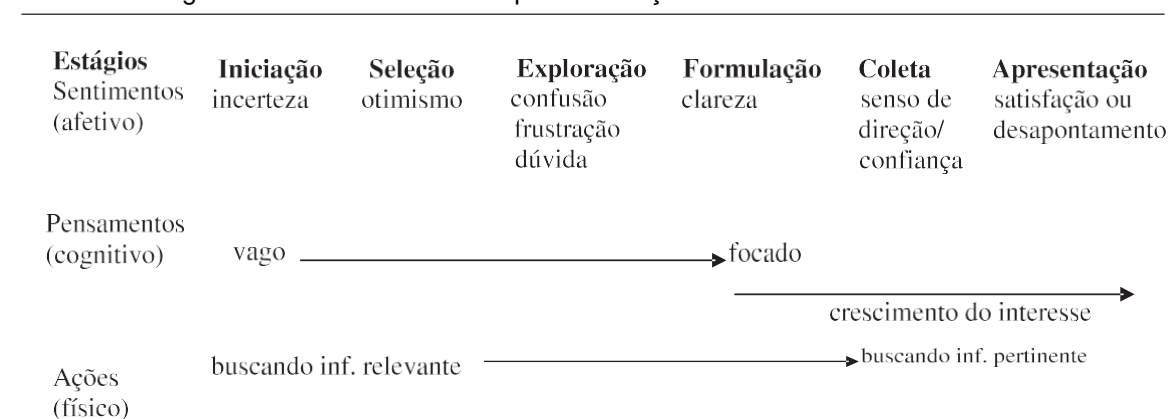 Estágios Iniciação Seleção Exploração Formulação Coleta Apresentação
Sentimentos incerteza otimismo confusão clareza senso de satisfação ou
(afetivo) frustração direção/ desapontamento
dúvida confiança
Pensamentos
(cognitivo) vago focado
crescimento do interesse
buscando inf. relevante buscando inf. pertinente
Ações
(físico)